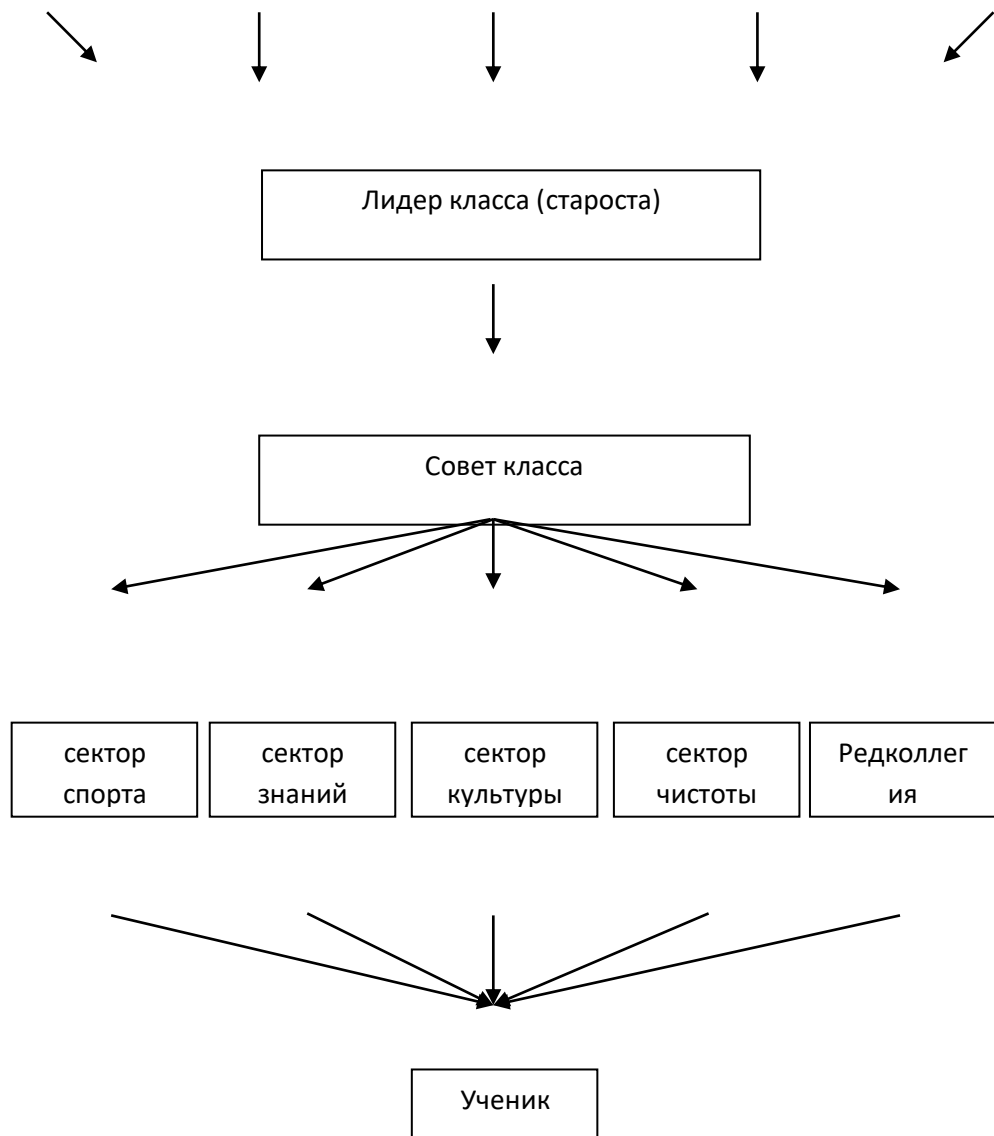 Лидер класса (староста)
Совет класса
сектор
спорта
сектор
знаний
сектор
культуры
сектор
чистоты
Редколлег
ия
Ученик